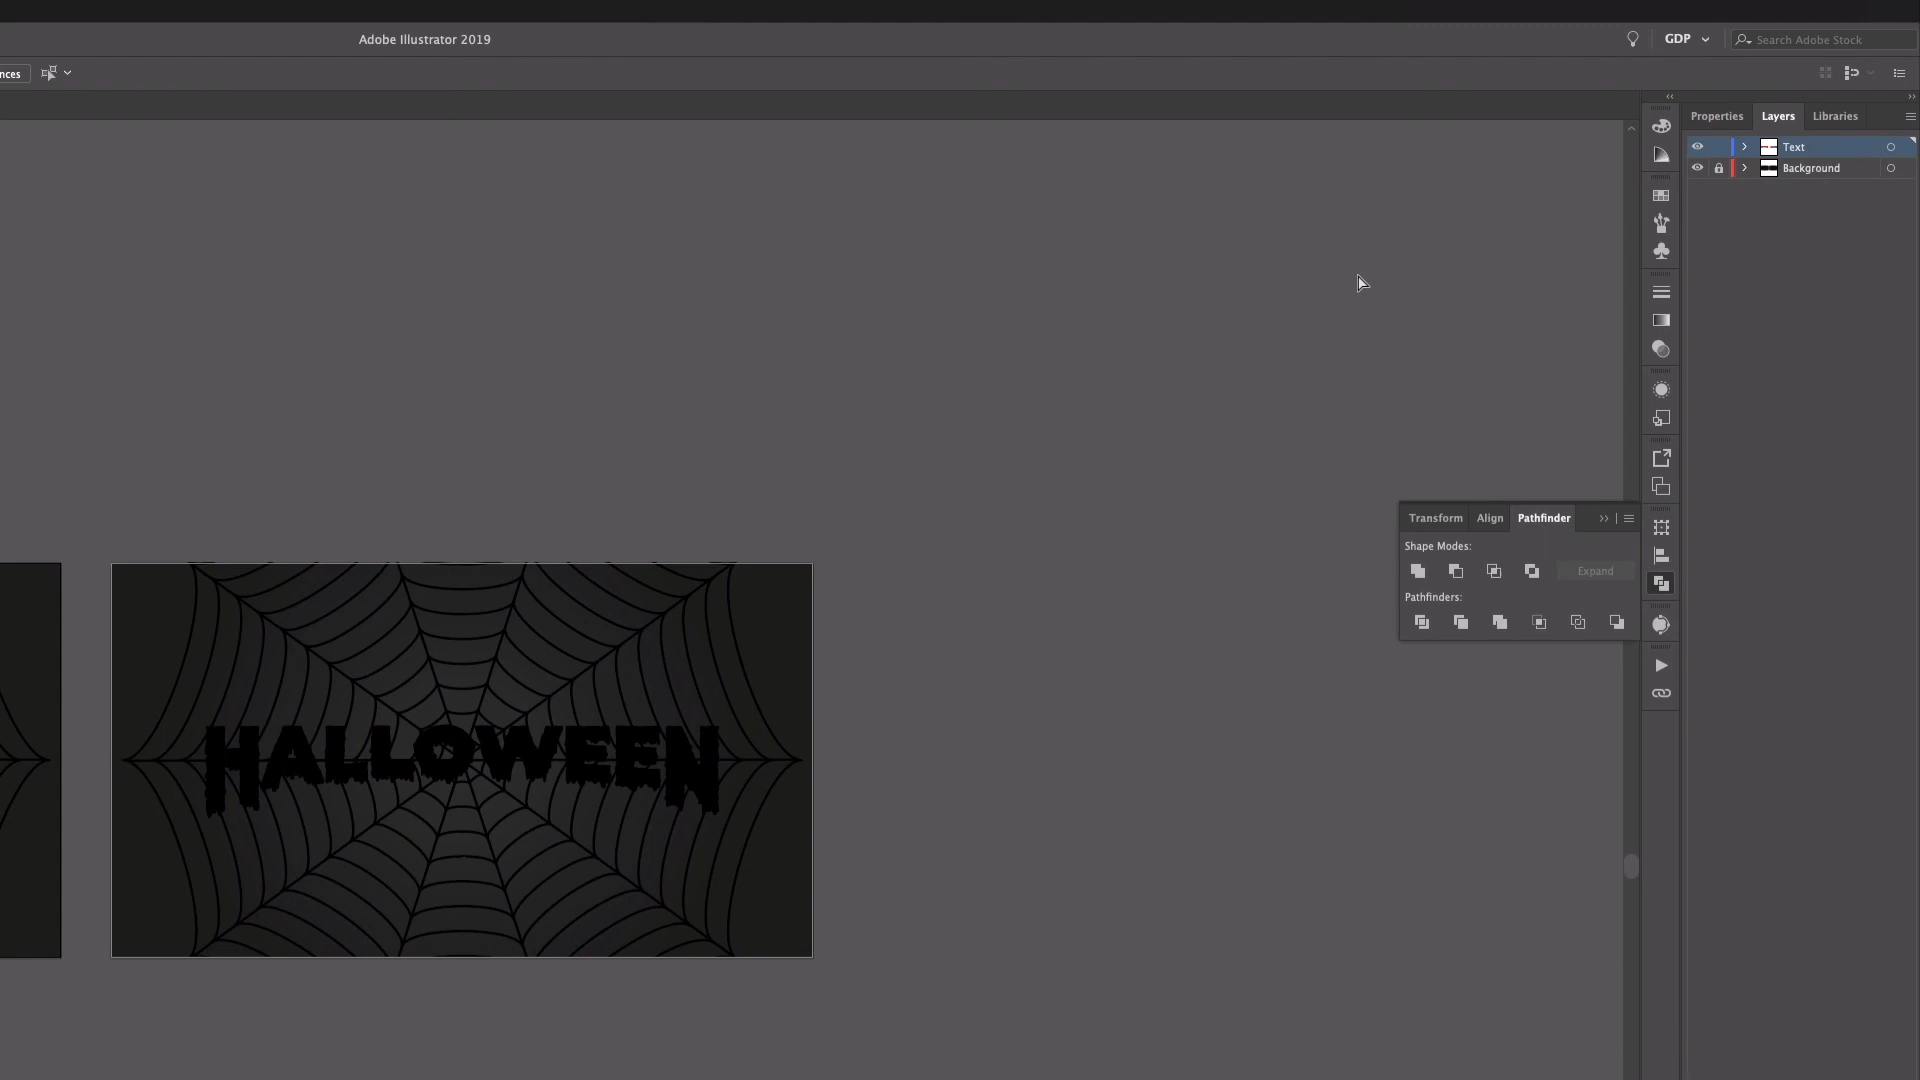 Adobe Illustrator 2019
GDP
Search Adobe Stock
nces
Properties
Layers
Libraries
Text
Background
Transform
Align
Pathfinder
Shape Modes:
Expand
Pathfinders:
HALLOWEEN